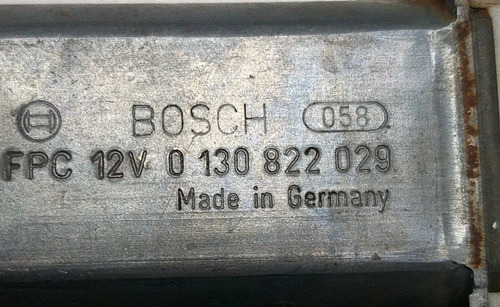 BOSCH 058
FPC 12V 0 130 822 029
Made in Germany